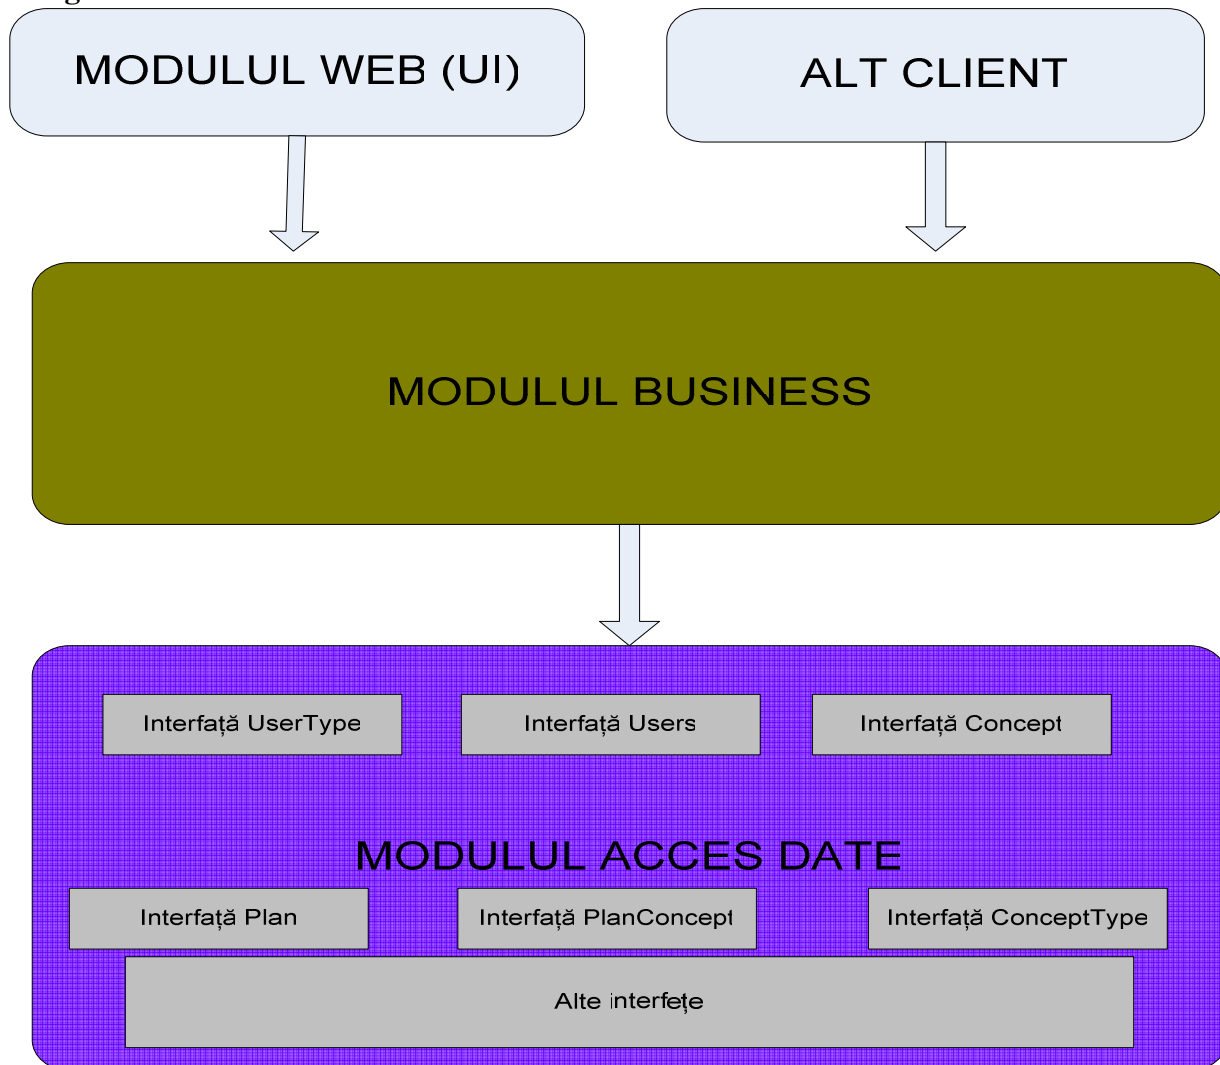 MODULUL WEB (UI)
ALT CLIENT
MODULUL BUSINESS
Interfață UserType
Interfață Users
Interfață Concept
MODULUL ACCES DATE
Interfață Plan
Interfață PlanConcept
Interfață ConceptType
Alte interfețe